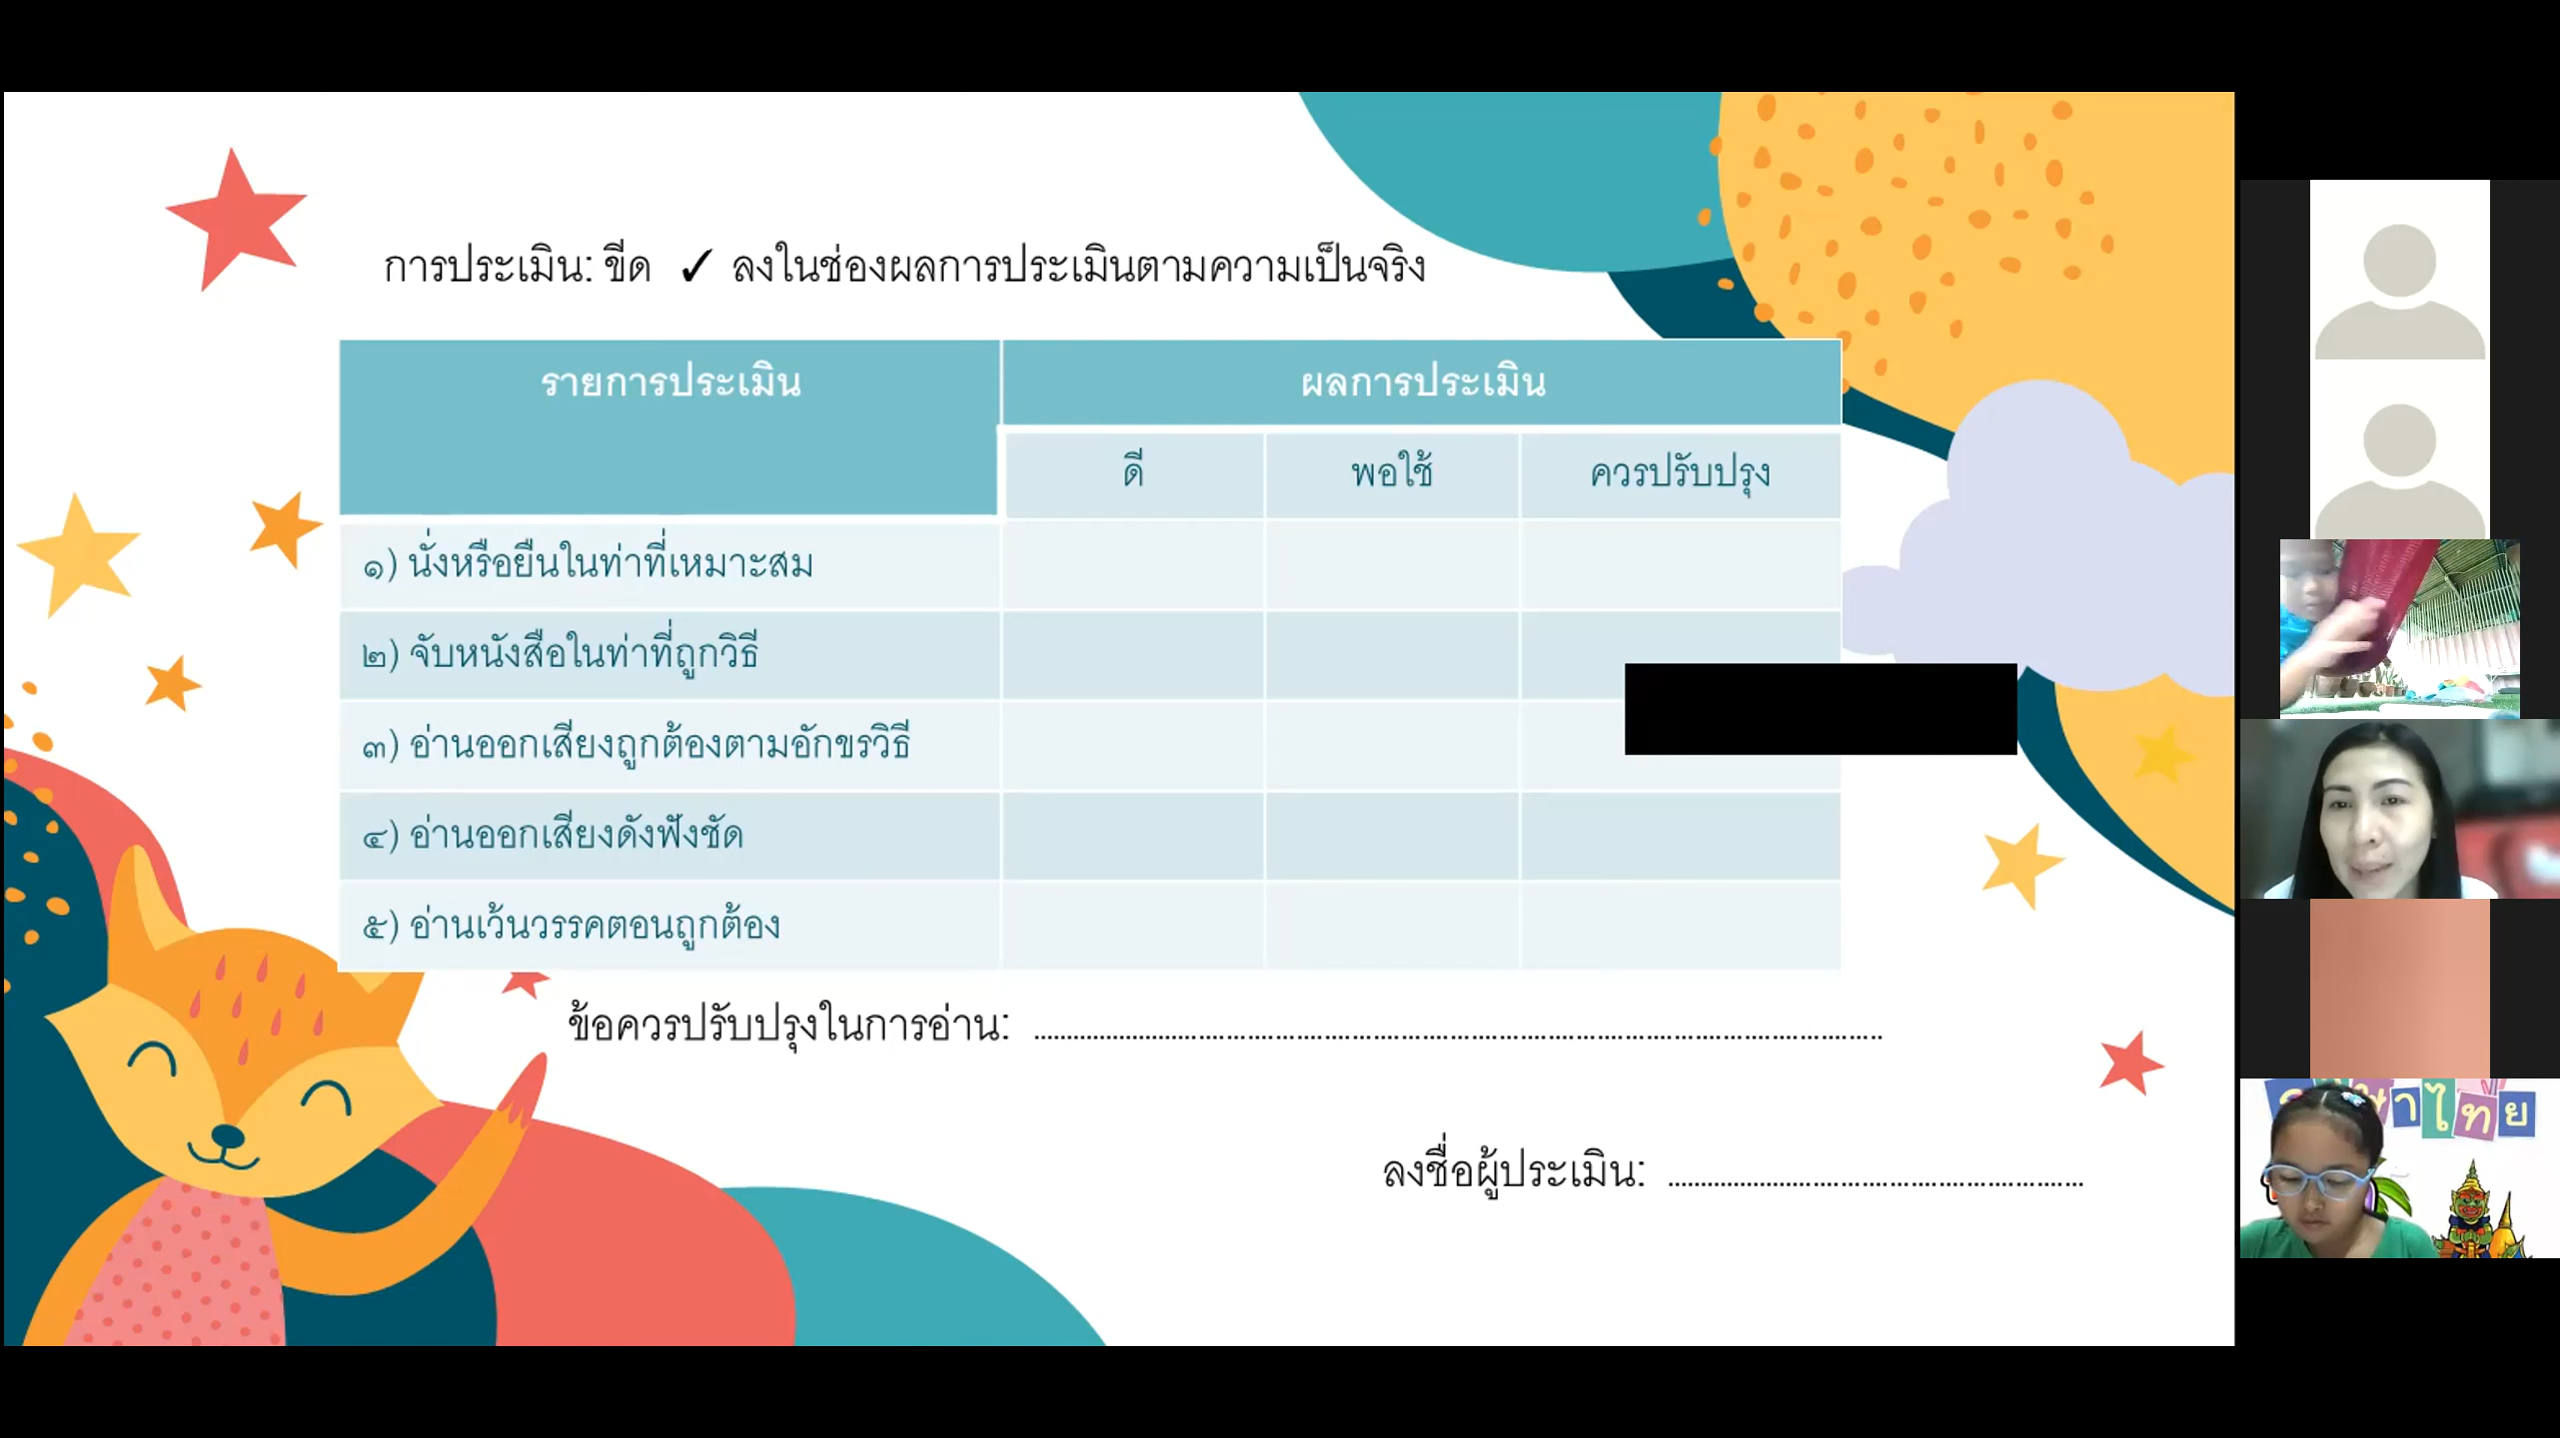 การประเมิน: ขีด ✓ ลงในช่องผลการประเมินตามความเป็นจริง
รายการประเมิน ผลการประเมิน
ดี พอใช้ ควรปรับปรุง
๑) นั่งหรือยืนในท่าที่เหมาะสม
๒) จับหนังสือในท่าที่ถูกวิธี
๓) อ่านออกเสียงถูกต้องตามอักขรวิธี
๔) อ่านออกเสียงดังฟังชัด
๕) อ่านเว้นวรรคตอนถูกต้อง
ข้อควรปรับปรุงในการอ่าน: ........................................................................
ลงชื่อผู้ประเมิน: ........................................